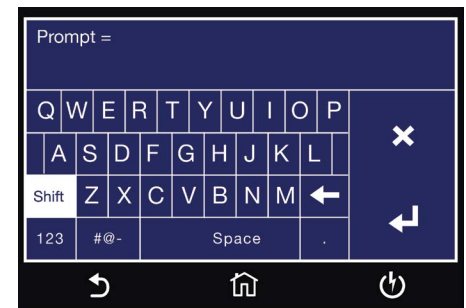 Prompt =
Q W E R T Y U I O P
A S D F G H J K L
Shift Z X C V B N M
123 #@- Space .